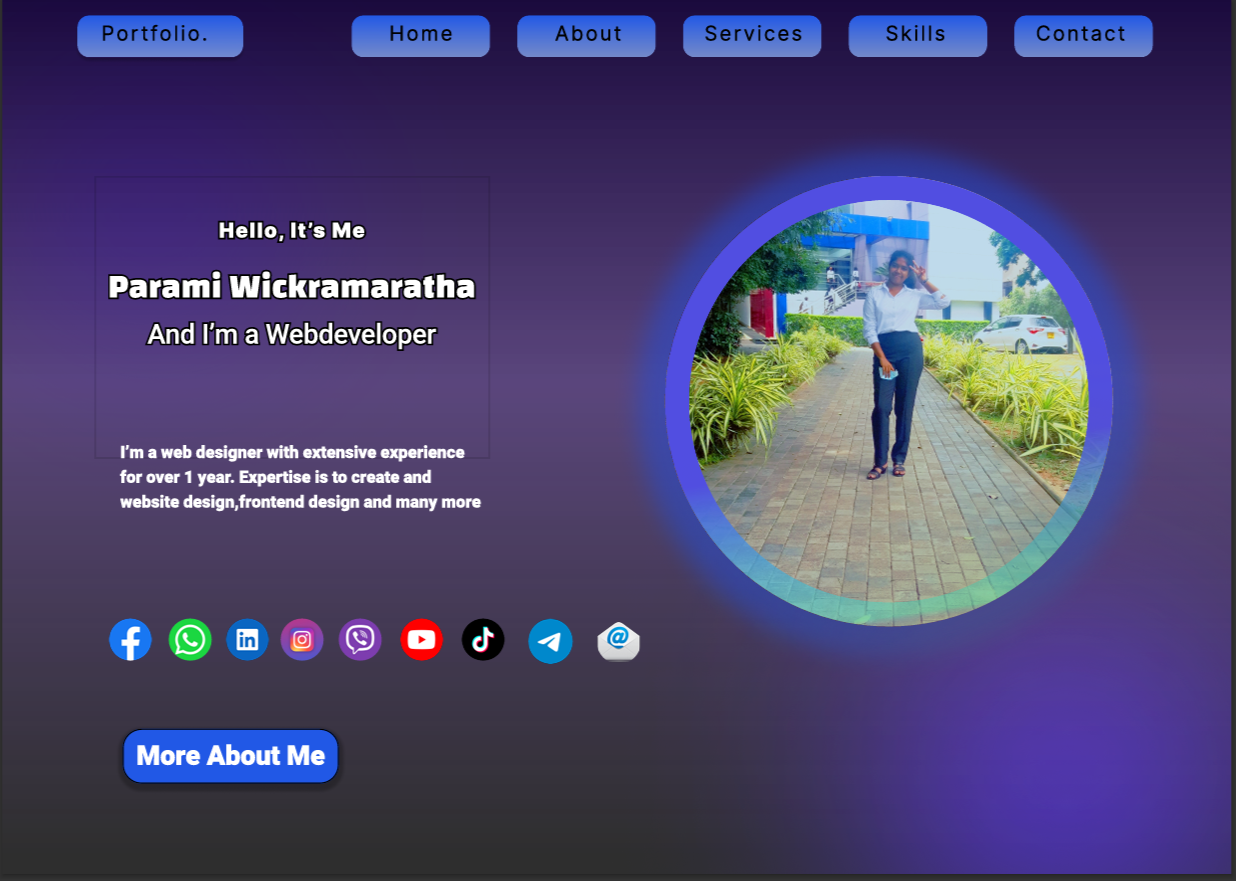 Portfolio.
Home
About
Services
Skills
Contact
Hello, It's Me
Parami Wickramaratha
And I'm a Webdeveloper
I'm a web designer with extensive experience
for over 1 year. Expertise is to create and
website design,frontend design and many more
in
@
More About Me